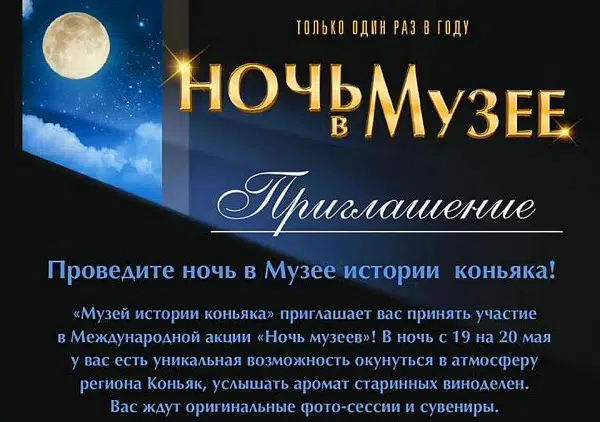 ТОЛЬКО ОДИН РАЗ В ГОДУ
НОЧЬ В МУЗЕЕ
Приглашение
Проведите ночь в Музее истории коньяка!
«Музей истории коньяка» приглашает вас принять участие
в Международной акции «Ночь музеев»! В ночь с 19 на 20 мая
у вас есть уникальная возможность окунуться в атмосферу
региона Коньяк, услышать аромат старинных виноделен.
Вас ждут оригинальные фото-сессии и сувениры.